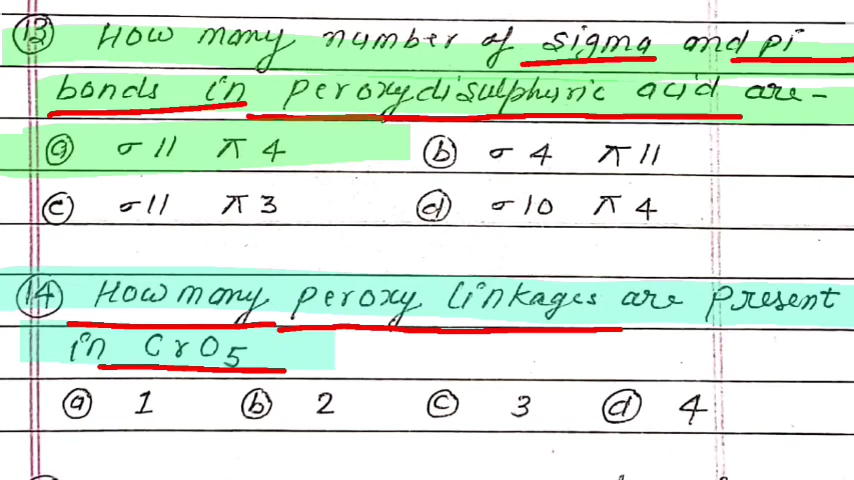 13 How many number of sigma and pi
bonds in peroxydisulphuric acid are-
a σ 11 π 4 b σ 4 π 11
c σ 11 π 3 d σ 10 π 4
14 How many peroxy linkages are present
in CrO5
a 1 b 2 c 3 d 4